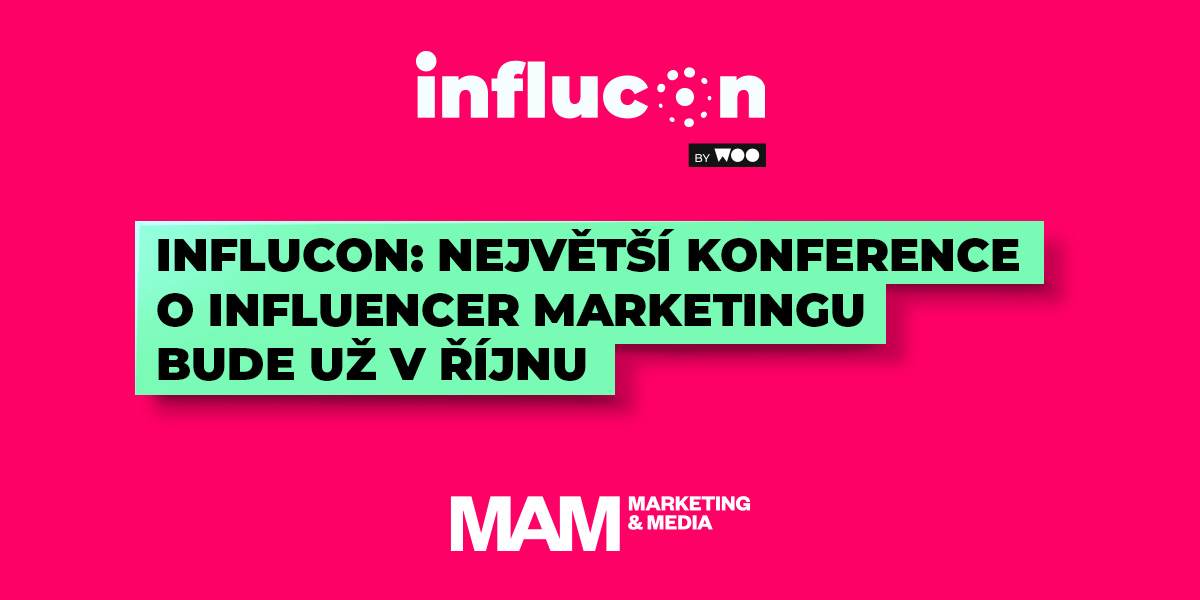 influcon
BY WOO
INFLUCON: NEJVĚTŠÍ KONFERENCE
O INFLUENCER MARKETINGU
BUDE UŽ V ŘÍJNU
MAM MARKETING
& MEDIA